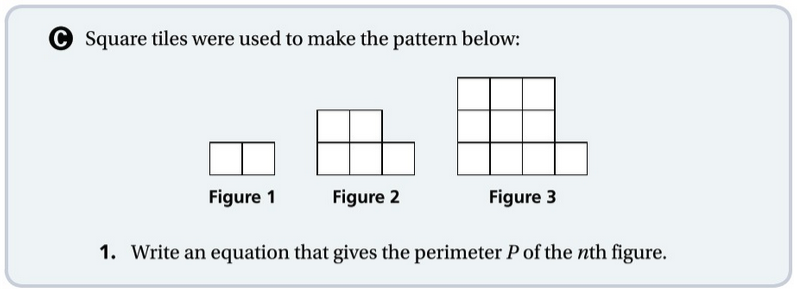 C Square tiles were used to make the pattern below:
Figure 1 Figure 2 Figure 3
1. Write an equation that gives the perimeter P of the nth figure.